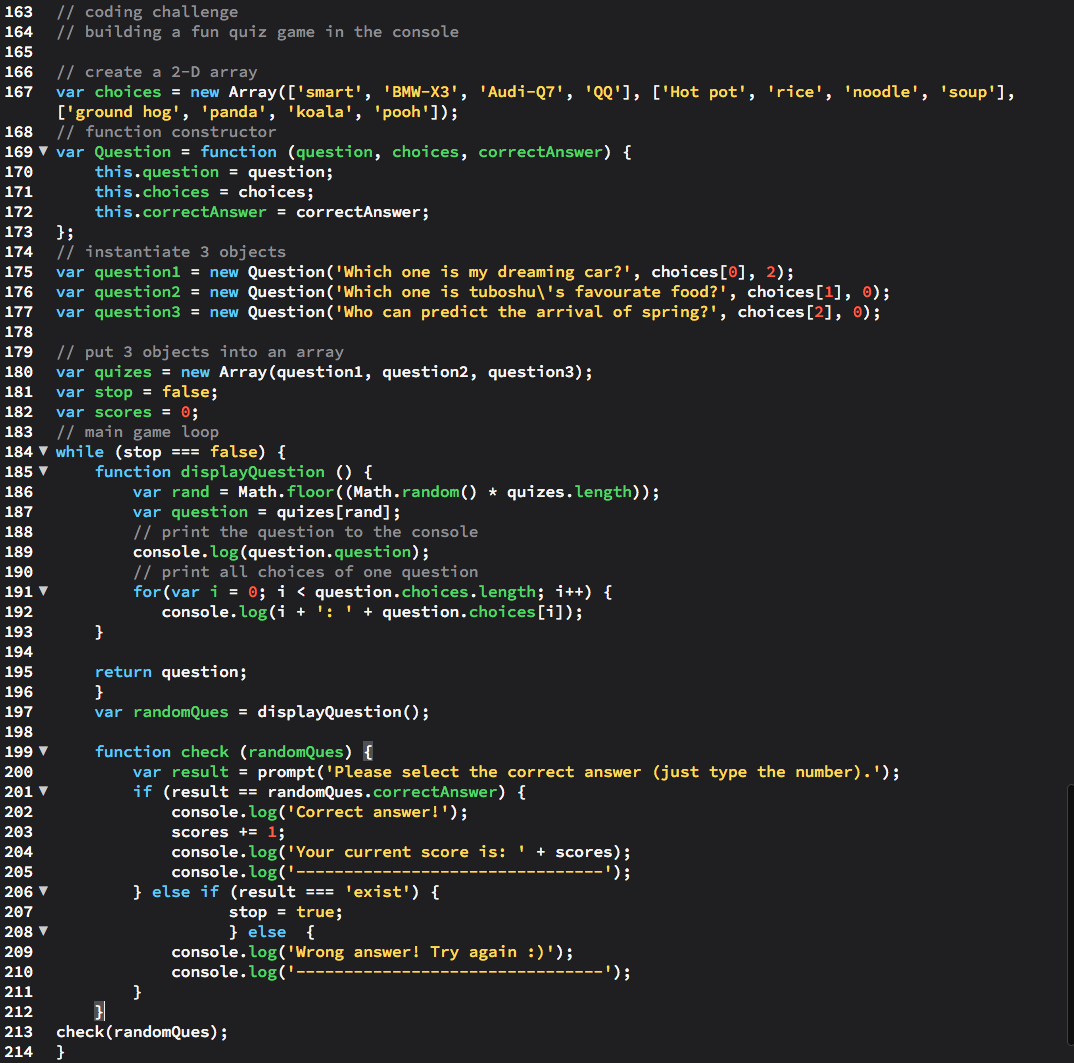 163 // coding challenge
164 // building a fun quiz game in the console
165
166 // create a 2-D array
167 var choices = new Array(['smart', 'BMW-X3', 'Audi-Q7', 'QQ'], ['Hot pot', 'rice', 'noodle', 'soup'],
['ground hog', 'panda', 'koala', 'pooh']);
168 // function constructor
169 ▼ var Question = function (question, choices, correctAnswer) {
170     this.question = question;
171     this.choices = choices;
172     this.correctAnswer = correctAnswer;
173 };
174 // instantiate 3 objects
175 var question1 = new Question('Which one is my dreaming car?', choices[0], 2);
176 var question2 = new Question('Which one is tuboshu\'s favourate food?', choices[1], 0);
177 var question3 = new Question('Who can predict the arrival of spring?', choices[2], 0);
178
179 // put 3 objects into an array
180 var quizes = new Array(question1, question2, question3);
181 var stop = false;
182 var scores = 0;
183 // main game loop
184 ▼ while (stop === false) {
185 ▼     function displayQuestion () {
186         var rand = Math.floor((Math.random() * quizes.length));
187         var question = quizes[rand];
188         // print the question to the console
189         console.log(question.question);
190         // print all choices of one question
191 ▼         for(var i = 0; i < question.choices.length; i++) {
192            console.log(i + ': ' + question.choices[i]);
193     }
194
195     return question;
196     }
197     var randomQues = displayQuestion();
198
199 ▼     function check (randomQues) {
200         var result = prompt('Please select the correct answer (just type the number).');
201 ▼         if (result == randomQues.correctAnswer) {
202             console.log('Correct answer!');
203             scores += 1;
204             console.log('Your current score is: ' + scores);
205             console.log('--------------------------------');
206 ▼         } else if (result === 'exist') {
207                   stop = true;
208 ▼                   } else  {
209             console.log('Wrong answer! Try again :)');
210             console.log('--------------------------------');
211         }
212     }
213 check(randomQues);
214 }